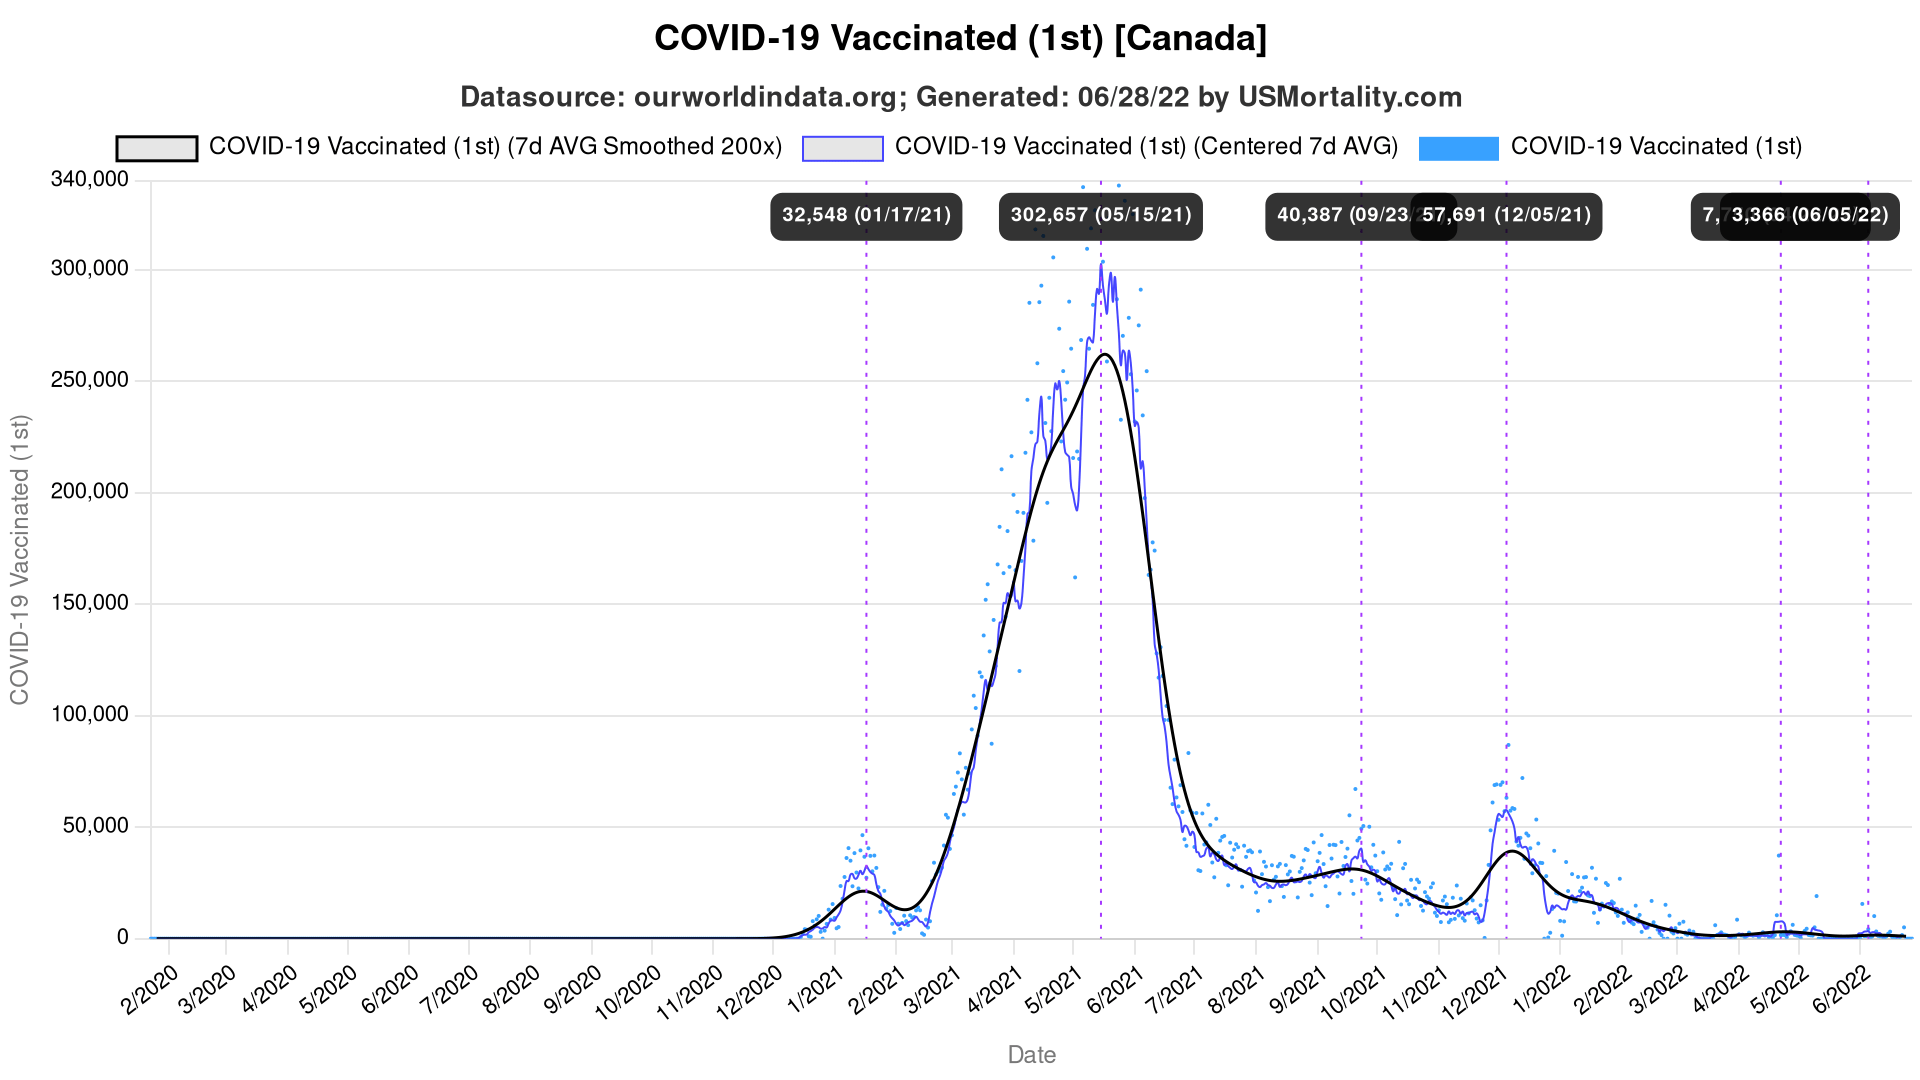 COVID-19 Vaccinated (1st) [Canada]
Datasource: ourworldindata.org; Generated: 06/28/22 by USMortality.com
COVID-19 Vaccinated (1st) (7d AVG Smoothed 200x) COVID-19 Vaccinated (1st) (Centered 7d AVG) COVID-19 Vaccinated (1st)
32,548 (01/17/21) 302,657 (05/15/21) 40,387 (09/23/ 57,691 (12/05/21) 3,366 (06/05/22)
340,000
300,000
250,000
200,000
150,000
100,000
50,000
0
COVID-19 Vaccinated (1st)
2/2020 3/2020 4/2020 5/2020 6/2020 7/2020 8/2020 9/2020 10/2020 11/2020 12/2020 1/2021 2/2021 3/2021 4/2021 5/2021 6/2021 7/2021 8/2021 9/2021 10/2021 11/2021 12/2021 1/2022 2/2022 3/2022 4/2022 5/2022 6/2022
Date